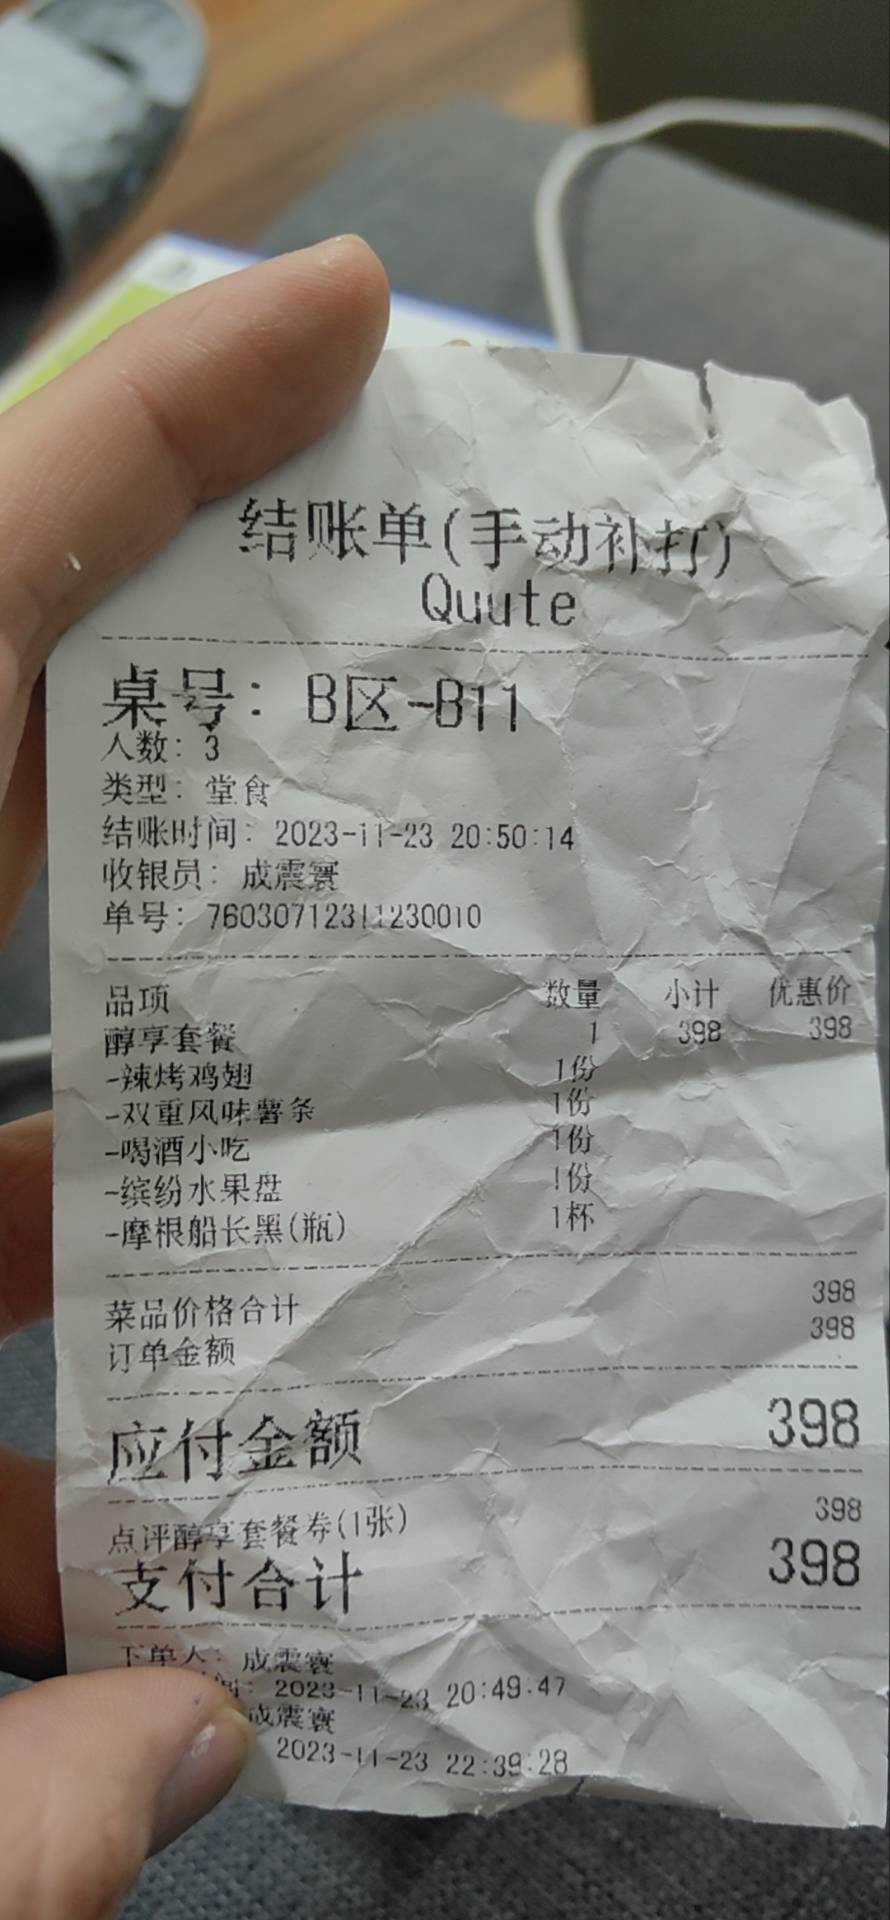 结账单(手动补打)
Quute
桌号: B区-B11
人数: 3
类型: 堂食
结账时间: 2023-11-23 20:50:14
收银员: 成震寰
单号: 76030712311230010
品项 数量 小计 优惠价
醇享套餐 1 398 398
-辣烤鸡翅 1份
-双重风味薯条 1份
-喝酒小吃 1份
-缤纷水果盘 1份
-摩根船长黑(瓶) 1杯
菜品价格合计 398
订单金额 398
应付金额 398
点评醇享套餐券(1张) 398
支付合计 398
下单人: 成震寰
间: 2023-11-23 20:49:47
成震寰
2023-11-23 22:39:28